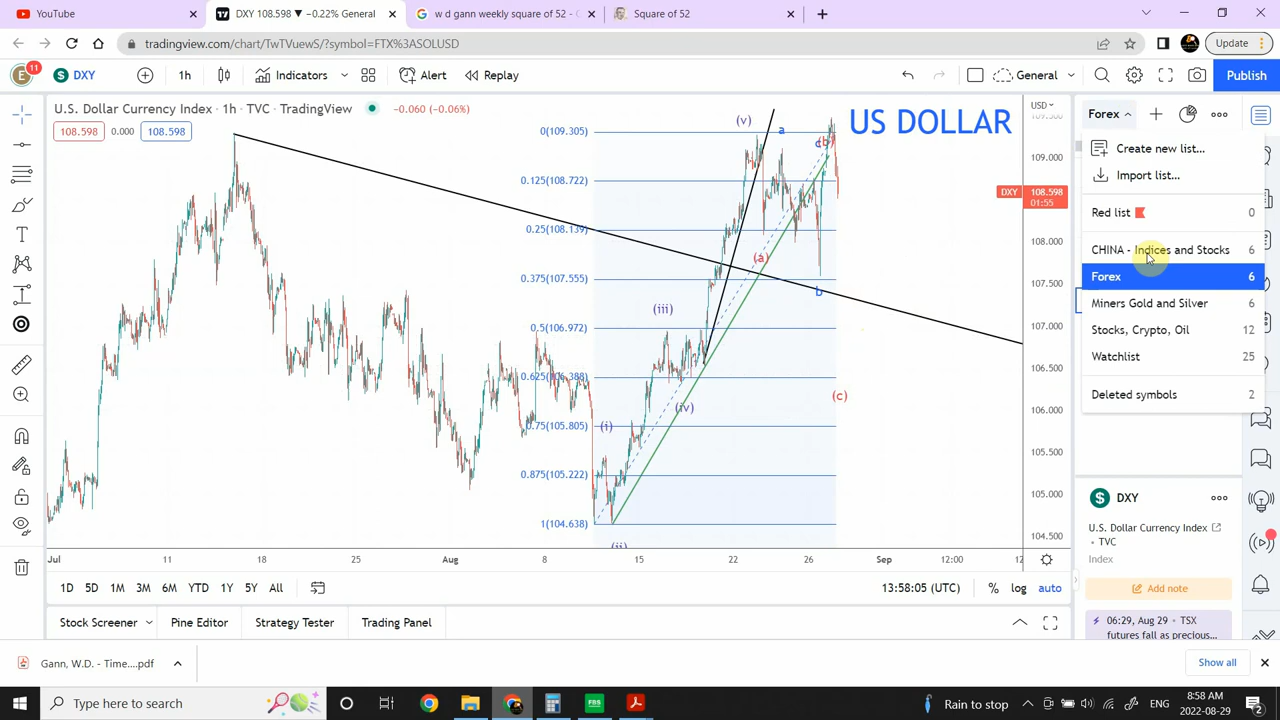 YouTube
DXY 108.598 ▼ −0.22% General
w d gann weekly square of 52 - G
Square of 52
tradingview.com/chart/TwTVuewS/?symbol=FTX%3ASOLUSD
Update
E
11
DXY
1h
Indicators
Alert
Replay
General
Publish
U.S. Dollar Currency Index · 1h · TVC · TradingView
−0.060 (−0.06%)
108.598
0.000
108.598
US DOLLAR
USD
0(109.305)
0.125(108.722)
0.25(108.139)
0.375(107.555)
0.5(106.972)
0.625(106.388)
0.75(105.805)
0.875(105.222)
1(104.638)
(v)
a
(a)
b
(iii)
(iv)
(i)
(c)
109.000
DXY
108.598
01:55
108.000
107.500
107.000
106.500
106.000
105.500
105.000
104.500
Jul
11
18
25
Aug
8
15
22
26
Sep
12:00
1D
5D
1M
3M
6M
YTD
1Y
5Y
All
13:58:05 (UTC)
%
log
auto
Stock Screener
Pine Editor
Strategy Tester
Trading Panel
Forex
Create new list...
Import list...
Red list
0
CHINA - Indices and Stocks
6
Forex
6
Miners Gold and Silver
6
Stocks, Crypto, Oil
12
Watchlist
25
Deleted symbols
2
DXY
U.S. Dollar Currency Index
• TVC
Index
Add note
06:29, Aug 29 • TSX
futures fall as precious...
Gann, W.D. - Time....pdf
Show all
Type here to search
FBS
Rain to stop
ENG
8:58 AM
2022-08-29
2